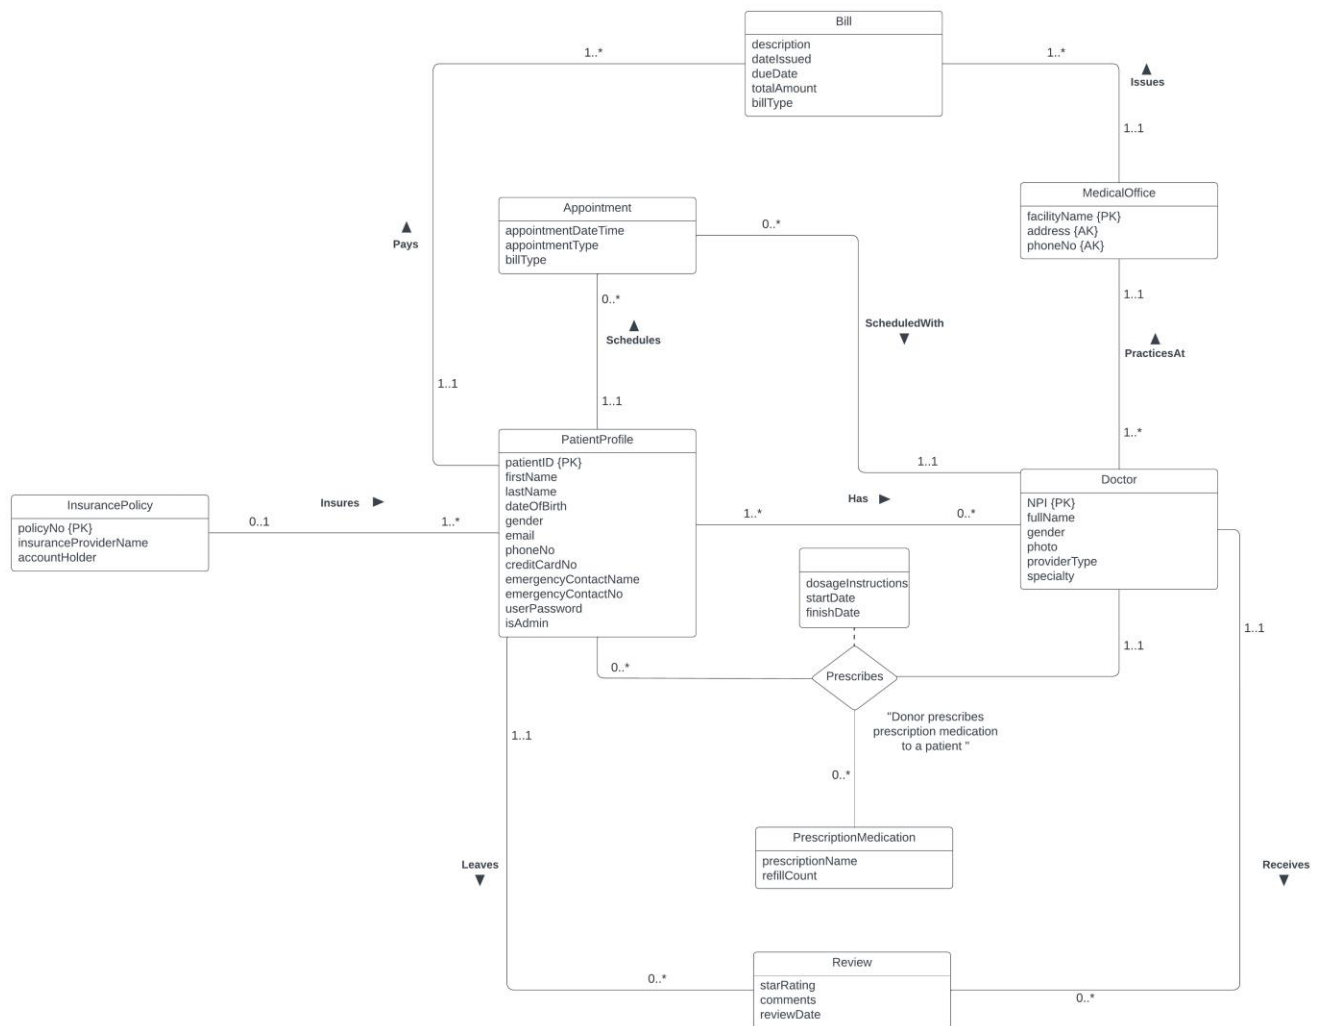 Bill
description
dateIssued
dueDate
totalAmount
billType
1..*
1..*
Issues
1..1
MedicalOffice
facilityName {PK}
address {AK}
phoneNo {AK}
Appointment
appointmentDateTime
appointmentType
billType
0..*
Pays
0..*
Schedules
ScheduledWith
1..1
PracticesAt
1..1
1..1
1..*
1..1
PatientProfile
patientID {PK}
firstName
lastName
dateOfBirth
gender
email
phoneNo
creditCardNo
emergencyContactName
emergencyContactNo
userPassword
isAdmin
InsurancePolicy
policyNo {PK}
insuranceProviderName
accountHolder
Insures
0..1
1..*
Has
1..*
0..*
Doctor
NPI {PK}
fullName
gender
photo
providerType
specialty
dosageInstructions
startDate
finishDate
0..*
Prescribes
1..1
1..1
"Donor prescribes
prescription medication
to a patient "
1..1
0..*
PrescriptionMedication
prescriptionName
refillCount
Leaves
Receives
Review
starRating
comments
reviewDate
0..*
0..*